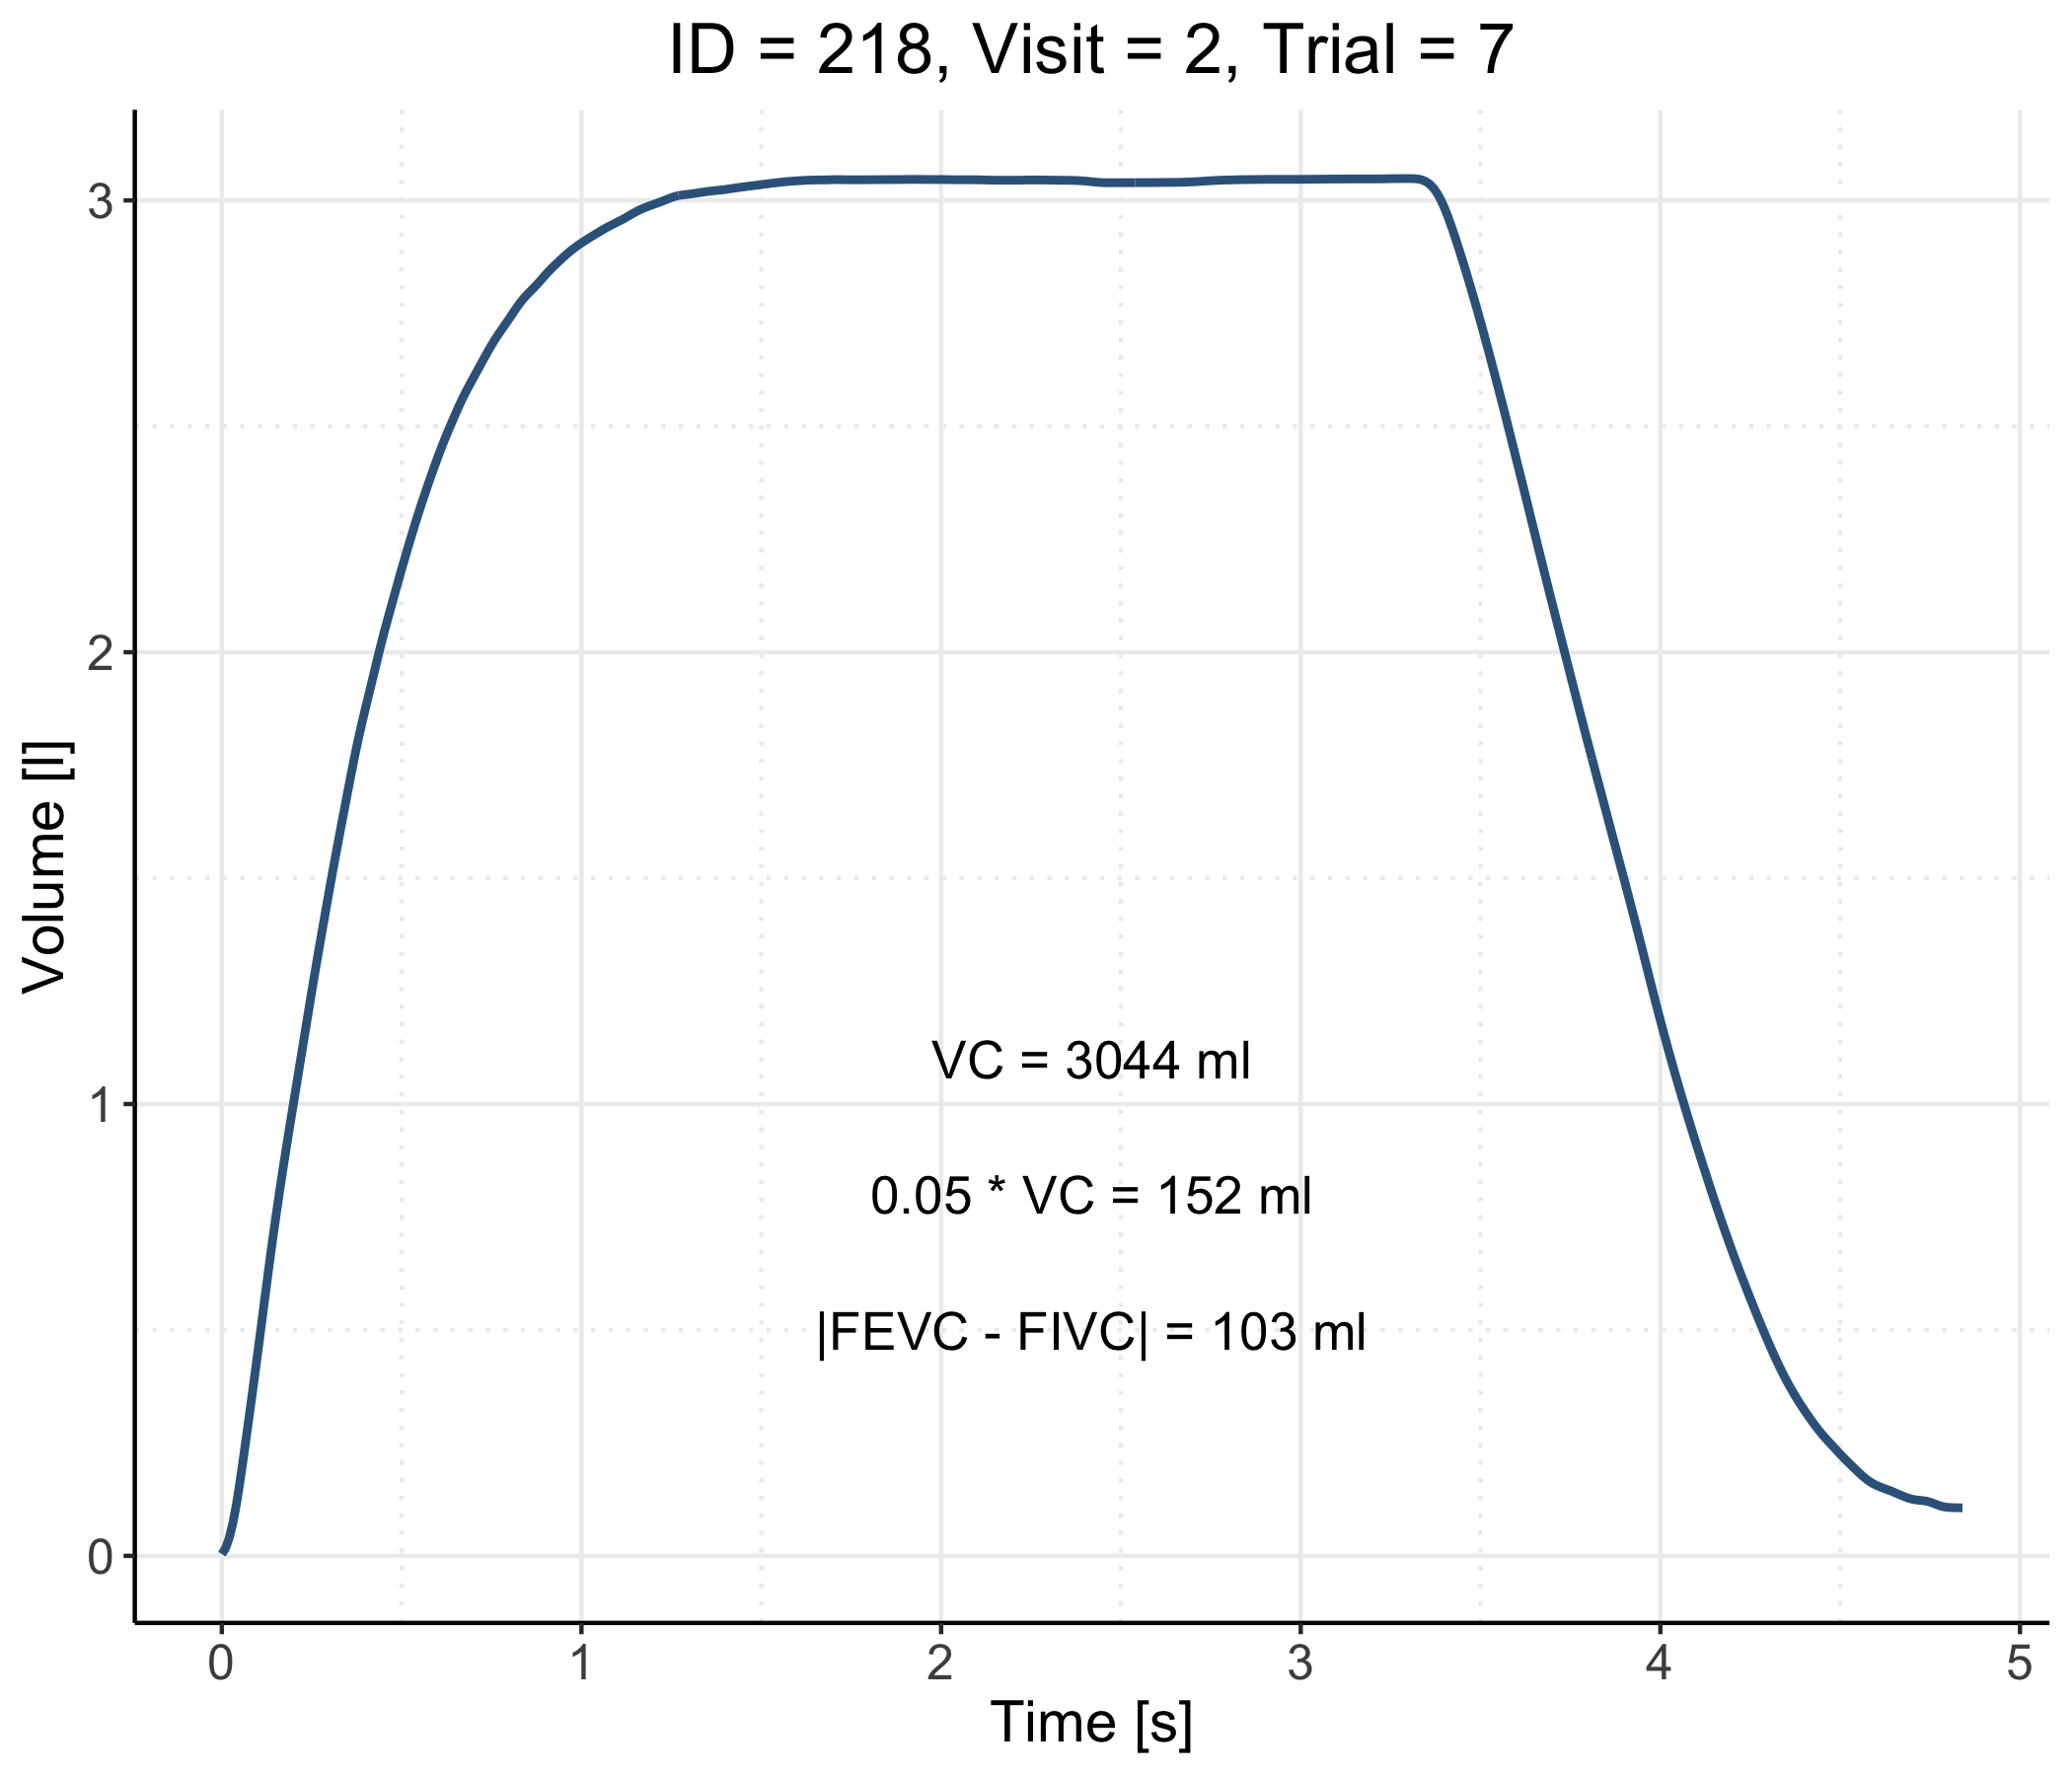 ID = 218, Visit = 2, Trial = 7
3
2
1
0
Volume [l]
VC = 3044 ml
0.05 * VC = 152 ml
|FEVC - FIVC| = 103 ml
0 1 2 3 4 5
Time [s]